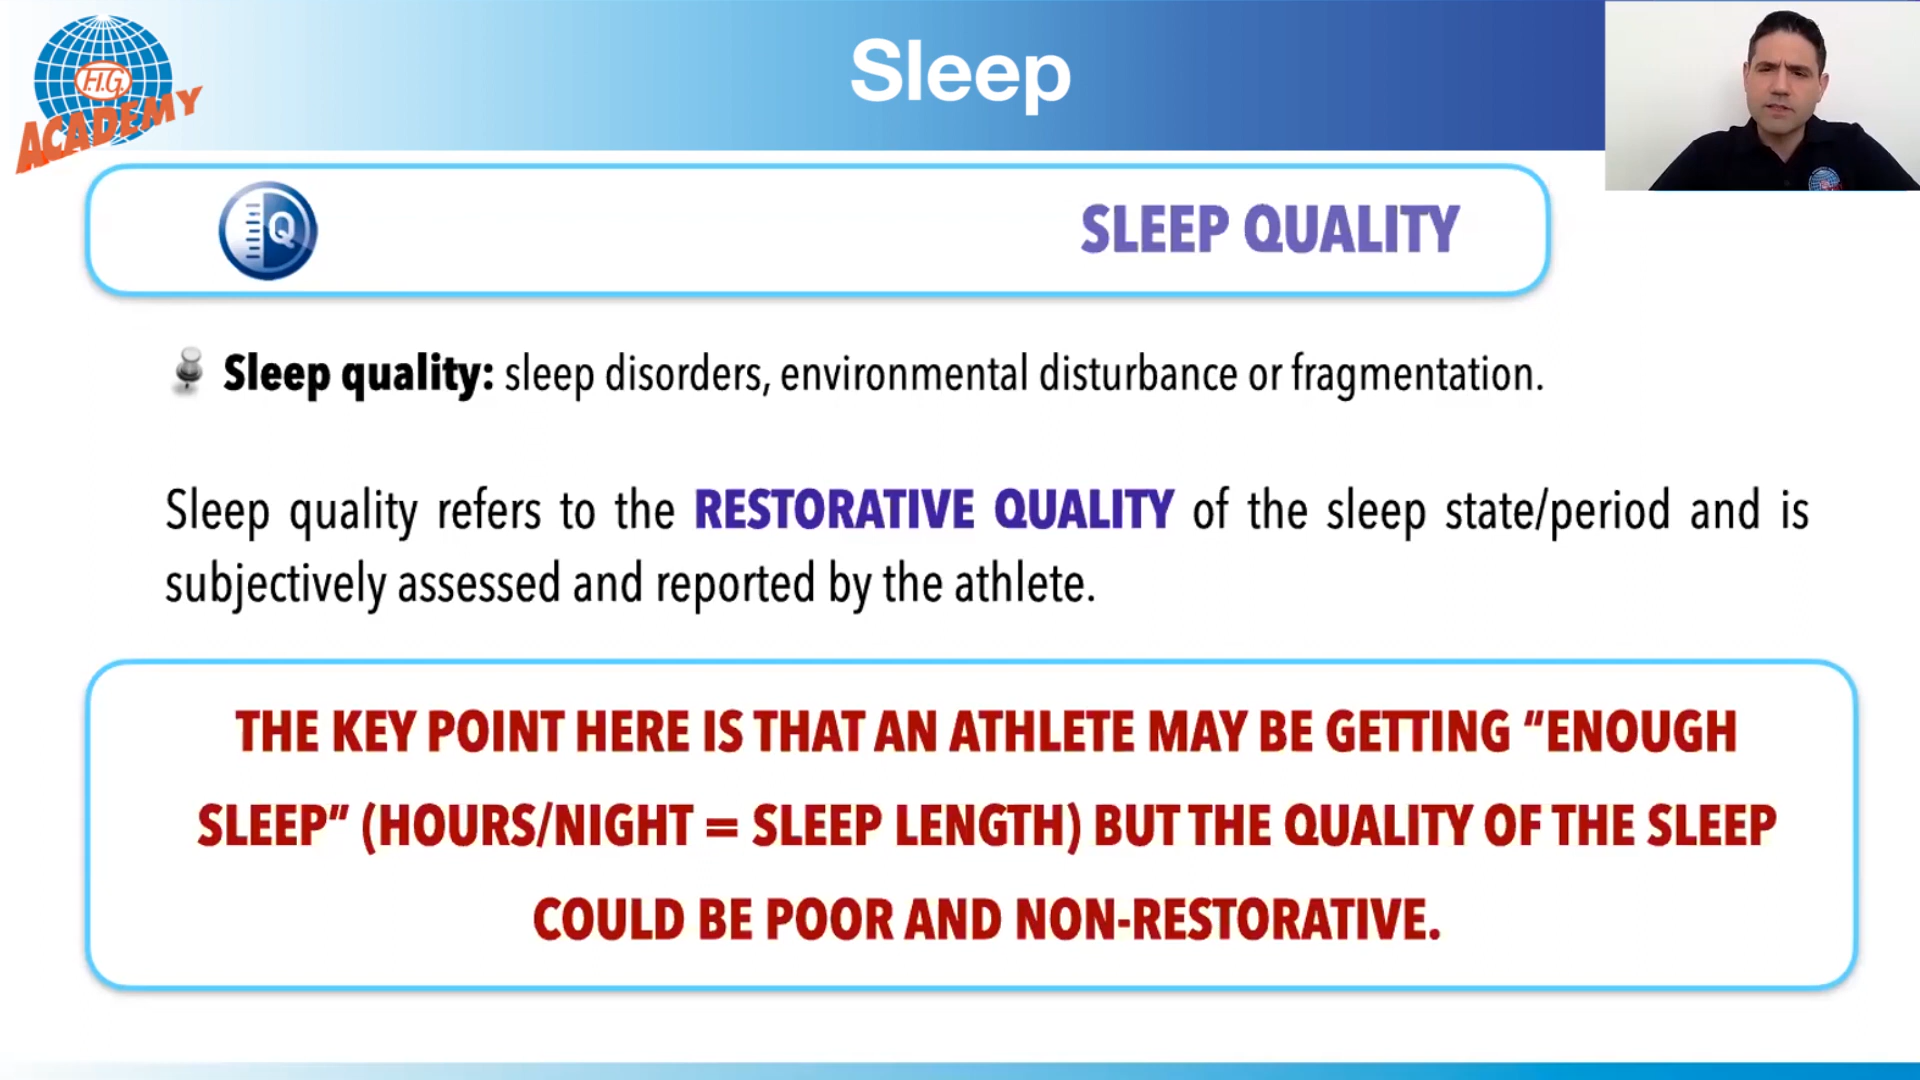 Sleep
F.I.G.
ACADEMY
Q
SLEEP QUALITY
Sleep quality: sleep disorders, environmental disturbance or fragmentation.
Sleep quality refers to the RESTORATIVE QUALITY of the sleep state/period and is
subjectively assessed and reported by the athlete.
THE KEY POINT HERE IS THAT AN ATHLETE MAY BE GETTING “ENOUGH
SLEEP” (HOURS/NIGHT = SLEEP LENGTH) BUT THE QUALITY OF THE SLEEP
COULD BE POOR AND NON-RESTORATIVE.